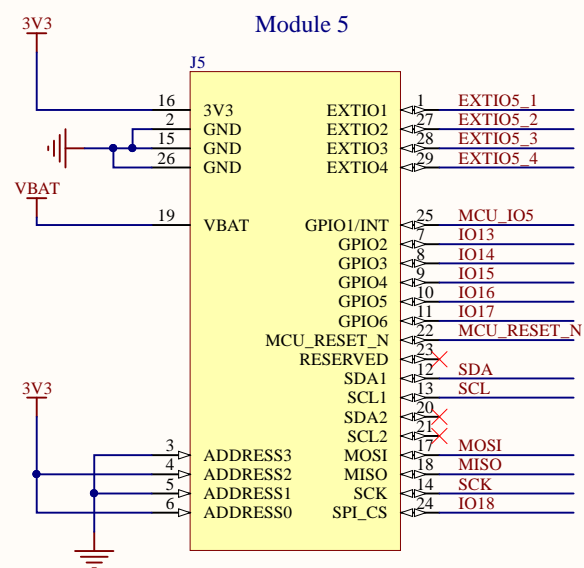 3V3
Module 5
J5
16 3V3 EXTIO1 1 EXTIO5_1
2 GND EXTIO2 27 EXTIO5_2
15 GND EXTIO3 28 EXTIO5_3
26 GND EXTIO4 29 EXTIO5_4
VBAT
19 VBAT GPIO1/INT 25 MCU_IO5
GPIO2 7 IO13
GPIO3 8 IO14
GPIO4 9 IO15
GPIO5 10 IO16
GPIO6 11 IO17
MCU_RESET_N 22 MCU_RESET_N
RESERVED 23
3V3
SDA1 12 SDA
SCL1 13 SCL
SDA2 20
SCL2 21
3 ADDRESS3 MOSI 17 MOSI
4 ADDRESS2 MISO 18 MISO
5 ADDRESS1 SCK 14 SCK
6 ADDRESS0 SPI_CS 24 IO18